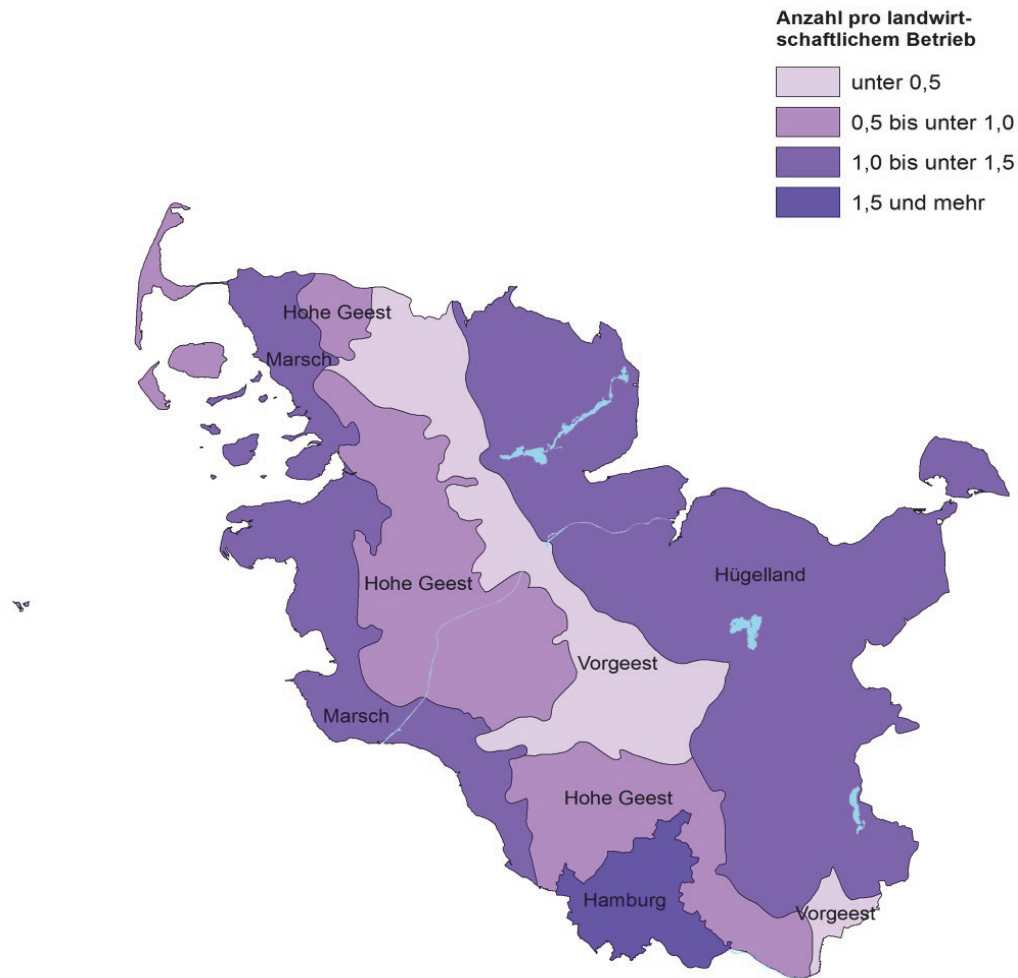 Anzahl pro landwirt-
schaftlichem Betrieb
unter 0,5
0,5 bis unter 1,0
1,0 bis unter 1,5
1,5 und mehr
Hohe Geest
Marsch
Hügelland
Hohe Geest
Vorgeest
Marsch
Hohe Geest
Hamburg
Vorgeest